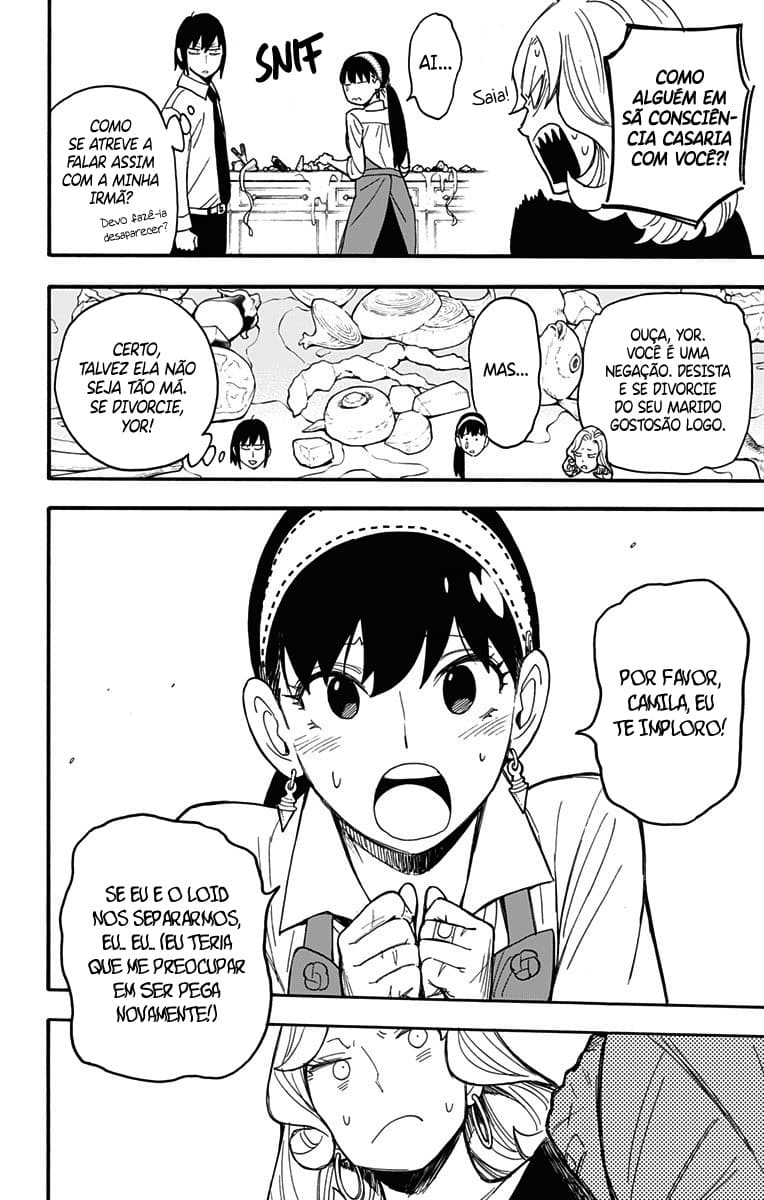 COMO
ALGUÉM EM
SÃ CONSCIÊN-
CIA CASARIA
COM VOCÊ?!
Saia!
AI...
SNIF
COMO
SE ATREVE A
FALAR ASSIM
COM A MINHA
IRMÃ?
Devo fazê-la
desaparecer?
OUÇA, YOR.
VOCÊ É UMA
NEGAÇÃO. DESISTA
E SE DIVORCIE
DO SEU MARIDO
GOSTOSÃO LOGO.
MAS...
CERTO,
TALVEZ ELA NÃO
SEJA TÃO MÁ.
SE DIVORCIE,
YOR!
POR FAVOR,
CAMILA, EU
TE IMPLORO!
SE EU E O LOID
NOS SEPARARMOS,
EU... EU... (EU TERIA
QUE ME PREOCUPAR
EM SER PEGA
NOVAMENTE!)